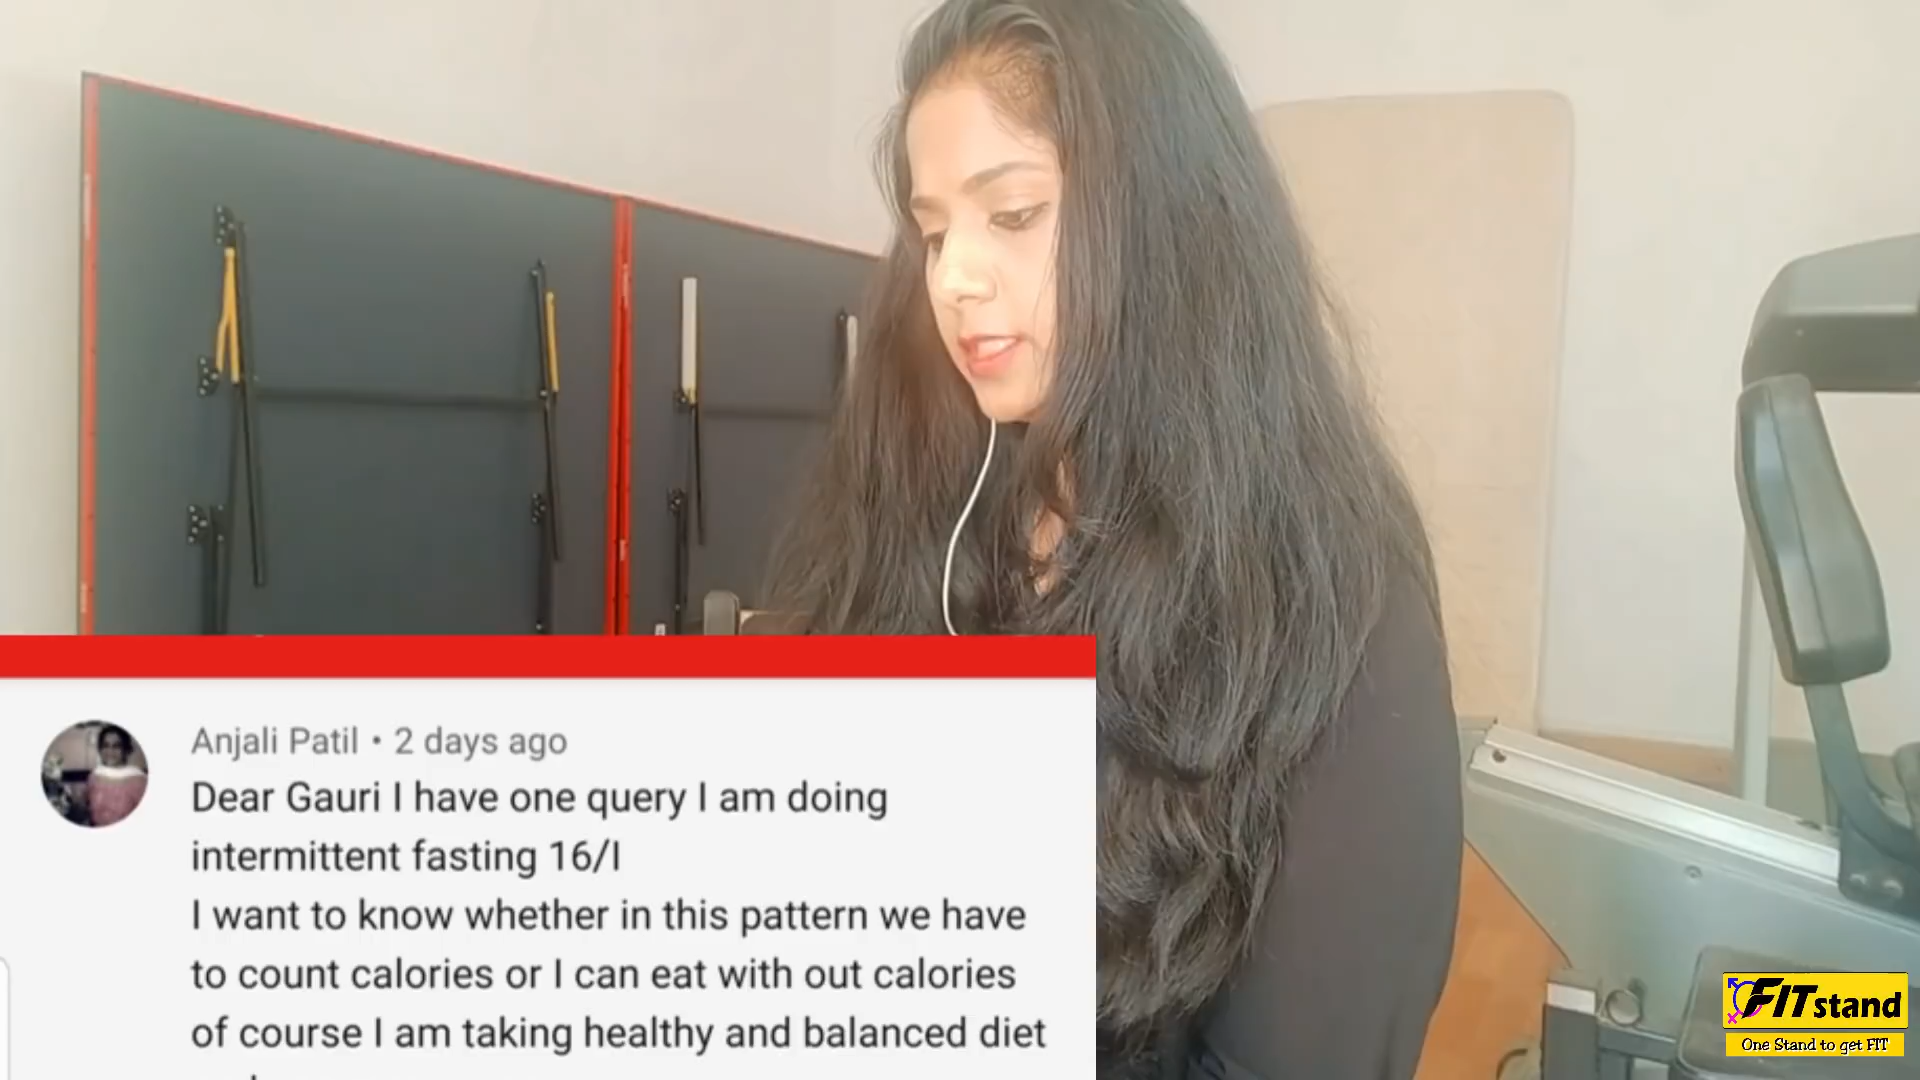 Anjali Patil • 2 days ago
Dear Gauri I have one query I am doing
intermittent fasting 16/I
I want to know whether in this pattern we have
to count calories or I can eat with out calories
of course I am taking healthy and balanced diet
FITstand
One Stand to get FIT